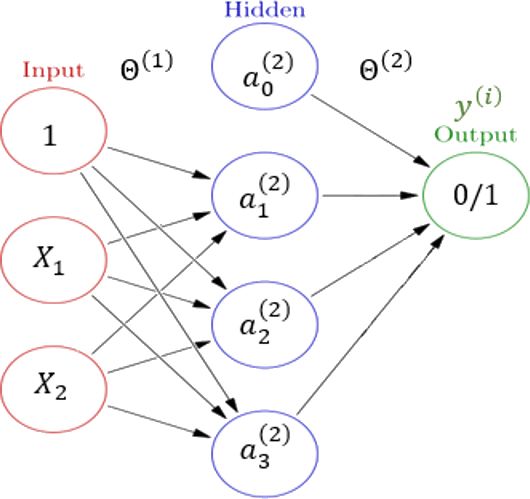 Hidden
Input
Θ⁽¹⁾
a₀⁽²⁾
Θ⁽²⁾
y⁽ⁱ⁾
Output
1
a₁⁽²⁾
0/1
X₁
a₂⁽²⁾
X₂
a₃⁽²⁾